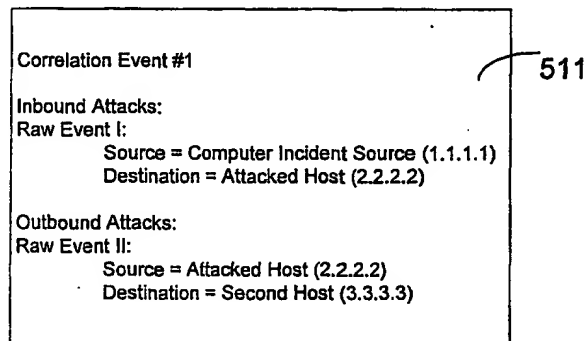 Correlation Event #1
511
Inbound Attacks:
Raw Event I:
Source = Computer Incident Source (1.1.1.1)
Destination = Attacked Host (2.2.2.2)
Outbound Attacks:
Raw Event II:
Source = Attacked Host (2.2.2.2)
Destination = Second Host (3.3.3.3)